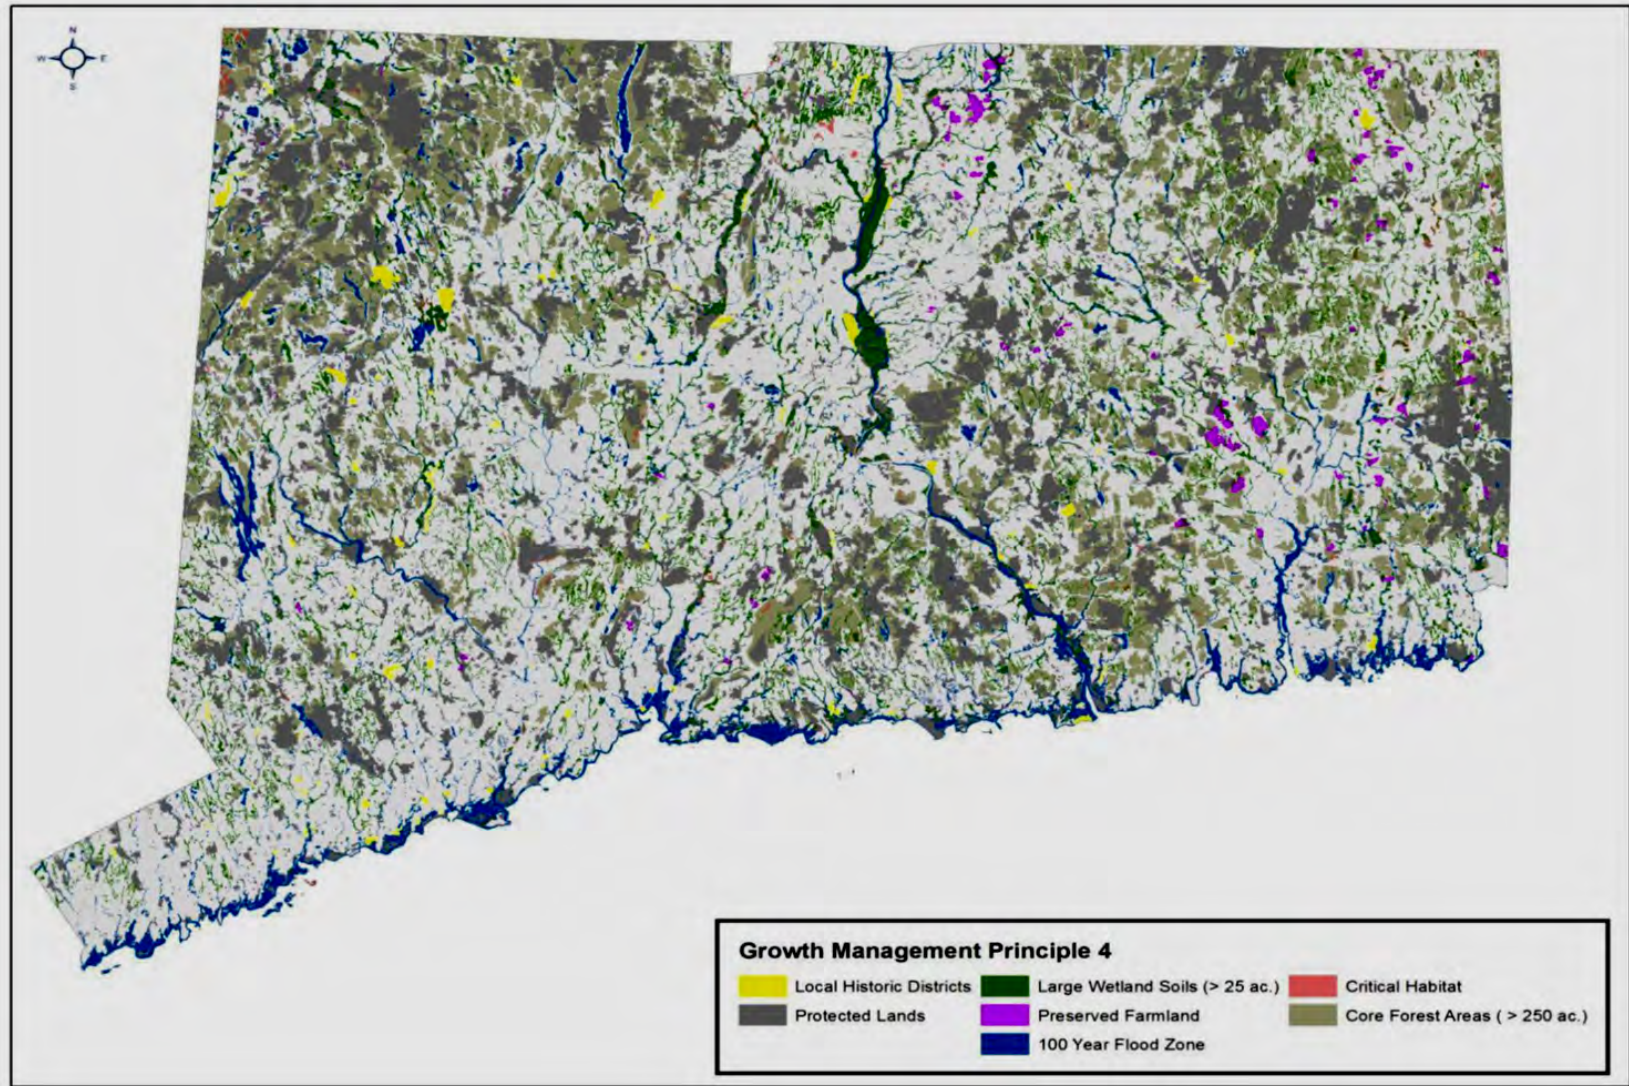 N
W E
S
Growth Management Principle 4
Local Historic Districts Large Wetland Soils (> 25 ac.) Critical Habitat
Protected Lands Preserved Farmland Core Forest Areas ( > 250 ac.)
100 Year Flood Zone